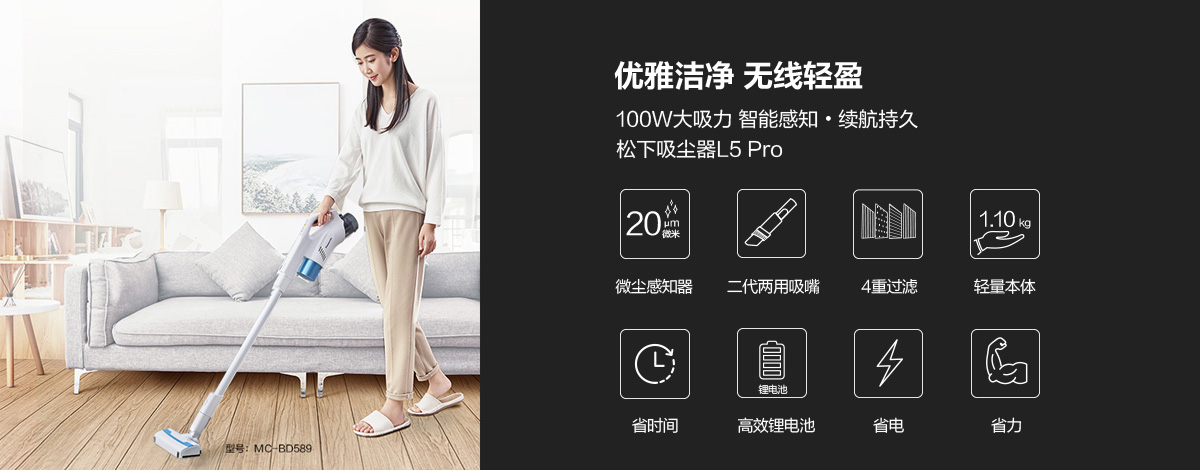 优雅洁净 无线轻盈
100W大吸力 智能感知·续航持久
松下吸尘器L5 Pro
20 μm 微米
1.10 kg
微尘感知器
二代两用吸嘴
4重过滤
轻量本体
锂电池
省时间
高效锂电池
省电
省力
型号：MC-BD589